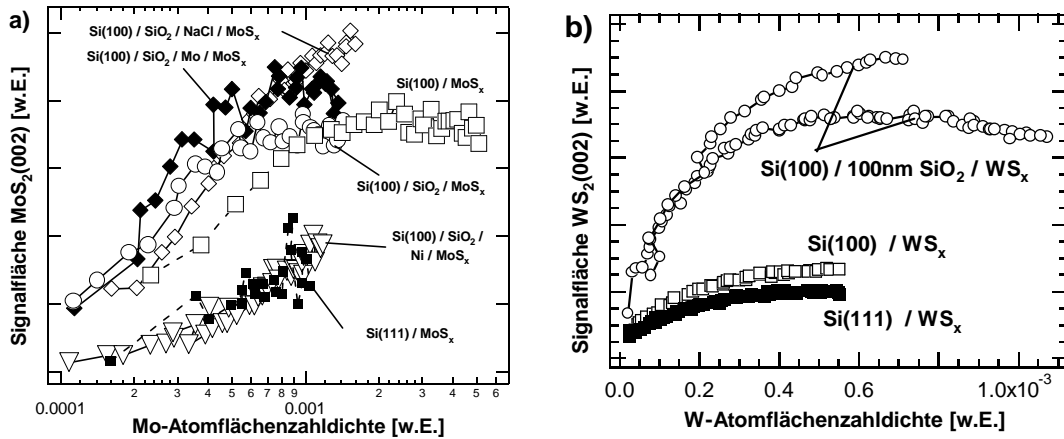 a)
Signalfläche MoS2(002) [w.E.]
Si(100) / SiO2 / NaCl / MoSx
Si(100) / SiO2 / Mo / MoSx
Si(100) / MoSx
Si(100) / SiO2 / MoSx
Si(100) / SiO2 /
Ni / MoSx
Si(111) / MoSx
0.0001 2 3 4 5 6 7 8 9 0.001 2 3 4 5 6
Mo-Atomflächenzahldichte [w.E.]
b)
Signalfläche WS2(002) [w.E.]
Si(100) / 100nm SiO2 / WSx
Si(100) / WSx
Si(111) / WSx
0.0 0.2 0.4 0.6 0.8 1.0x10-3
W-Atomflächenzahldichte [w.E.]